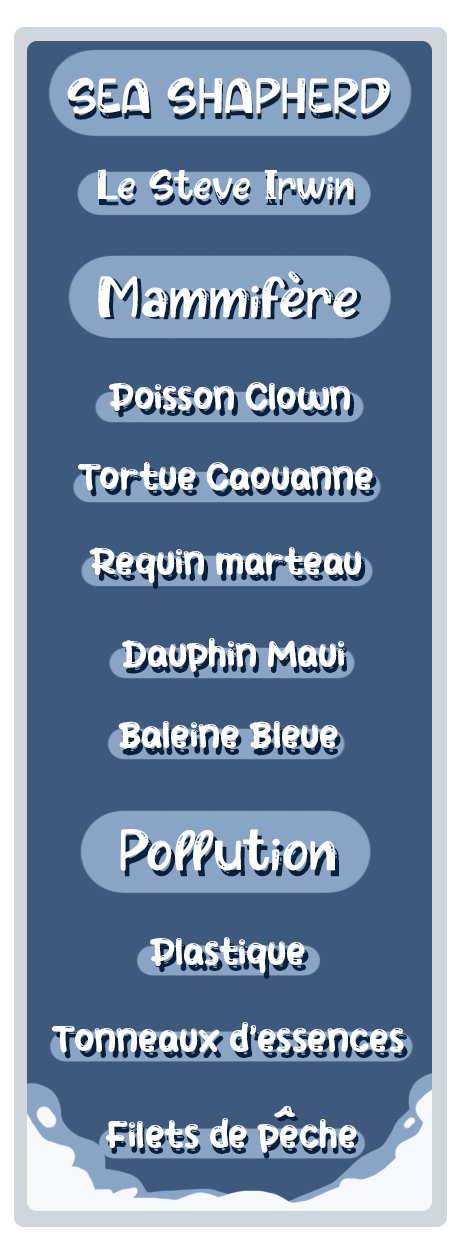 SEA SHAPHERD
Le Steve Irwin
Mammifère
Poisson Clown
Tortue Caouanne
Requin marteau
Dauphin Maui
Baleine Bleue
Pollution
Plastique
Tonneaux d'essences
Filets de pêche